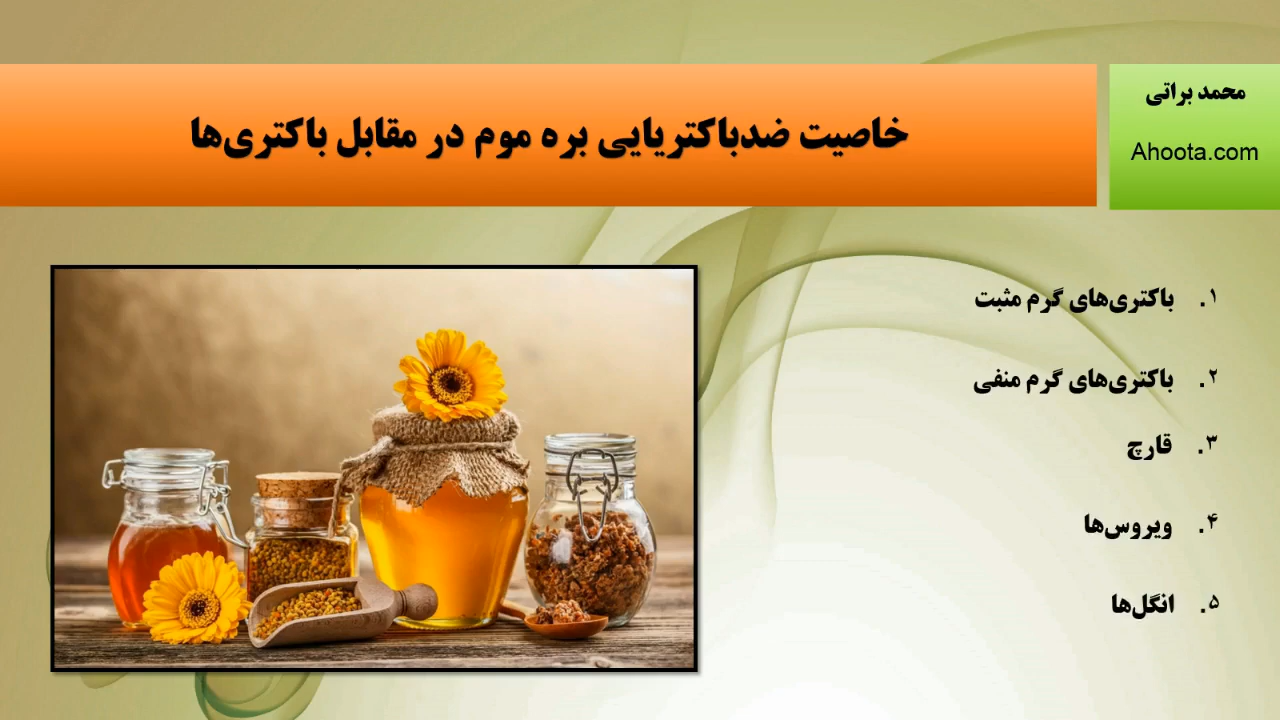 محمد براتی
Ahoota.com
خاصیت ضدباکتریایی بره موم در مقابل باکتری‌ها
۱. باکتری‌های گرم مثبت
۲. باکتری‌های گرم منفی
۳. قارچ
۴. ویروس‌ها
۵. انگل‌ها